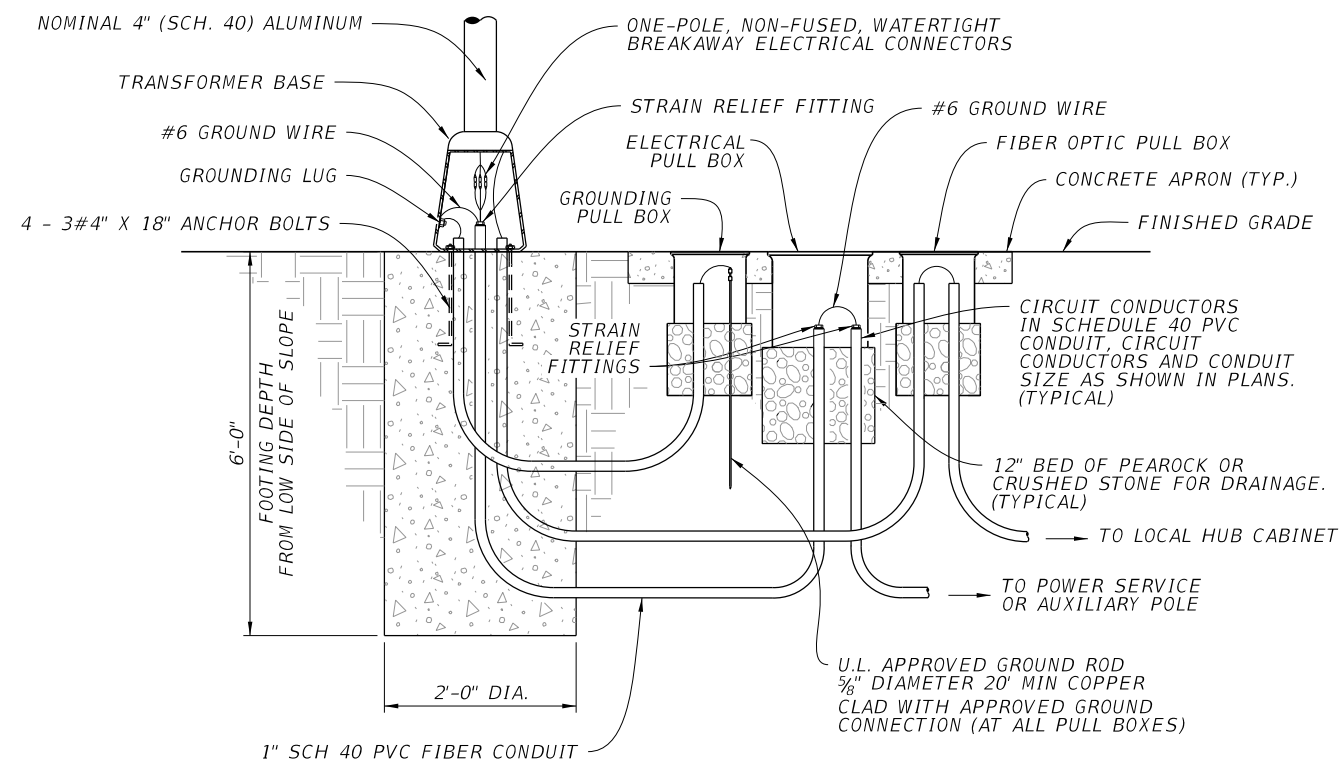 NOMINAL 4" (SCH. 40) ALUMINUM
TRANSFORMER BASE
#6 GROUND WIRE
GROUNDING LUG
4 - 3#4" X 18" ANCHOR BOLTS
ONE-POLE, NON-FUSED, WATERTIGHT
BREAKAWAY ELECTRICAL CONNECTORS
STRAIN RELIEF FITTING
#6 GROUND WIRE
ELECTRICAL
PULL BOX
FIBER OPTIC PULL BOX
GROUNDING
PULL BOX
CONCRETE APRON (TYP.)
FINISHED GRADE
STRAIN
RELIEF
FITTINGS
CIRCUIT CONDUCTORS
IN SCHEDULE 40 PVC
CONDUIT, CIRCUIT
CONDUCTORS AND CONDUIT
SIZE AS SHOWN IN PLANS.
(TYPICAL)
6'-0"
FOOTING DEPTH
FROM LOW SIDE OF SLOPE
12" BED OF PEAROCK OR
CRUSHED STONE FOR DRAINAGE.
(TYPICAL)
TO LOCAL HUB CABINET
TO POWER SERVICE
OR AUXILIARY POLE
2'-0" DIA.
U.L. APPROVED GROUND ROD
⅝" DIAMETER 20' MIN COPPER
CLAD WITH APPROVED GROUND
CONNECTION (AT ALL PULL BOXES)
1" SCH 40 PVC FIBER CONDUIT